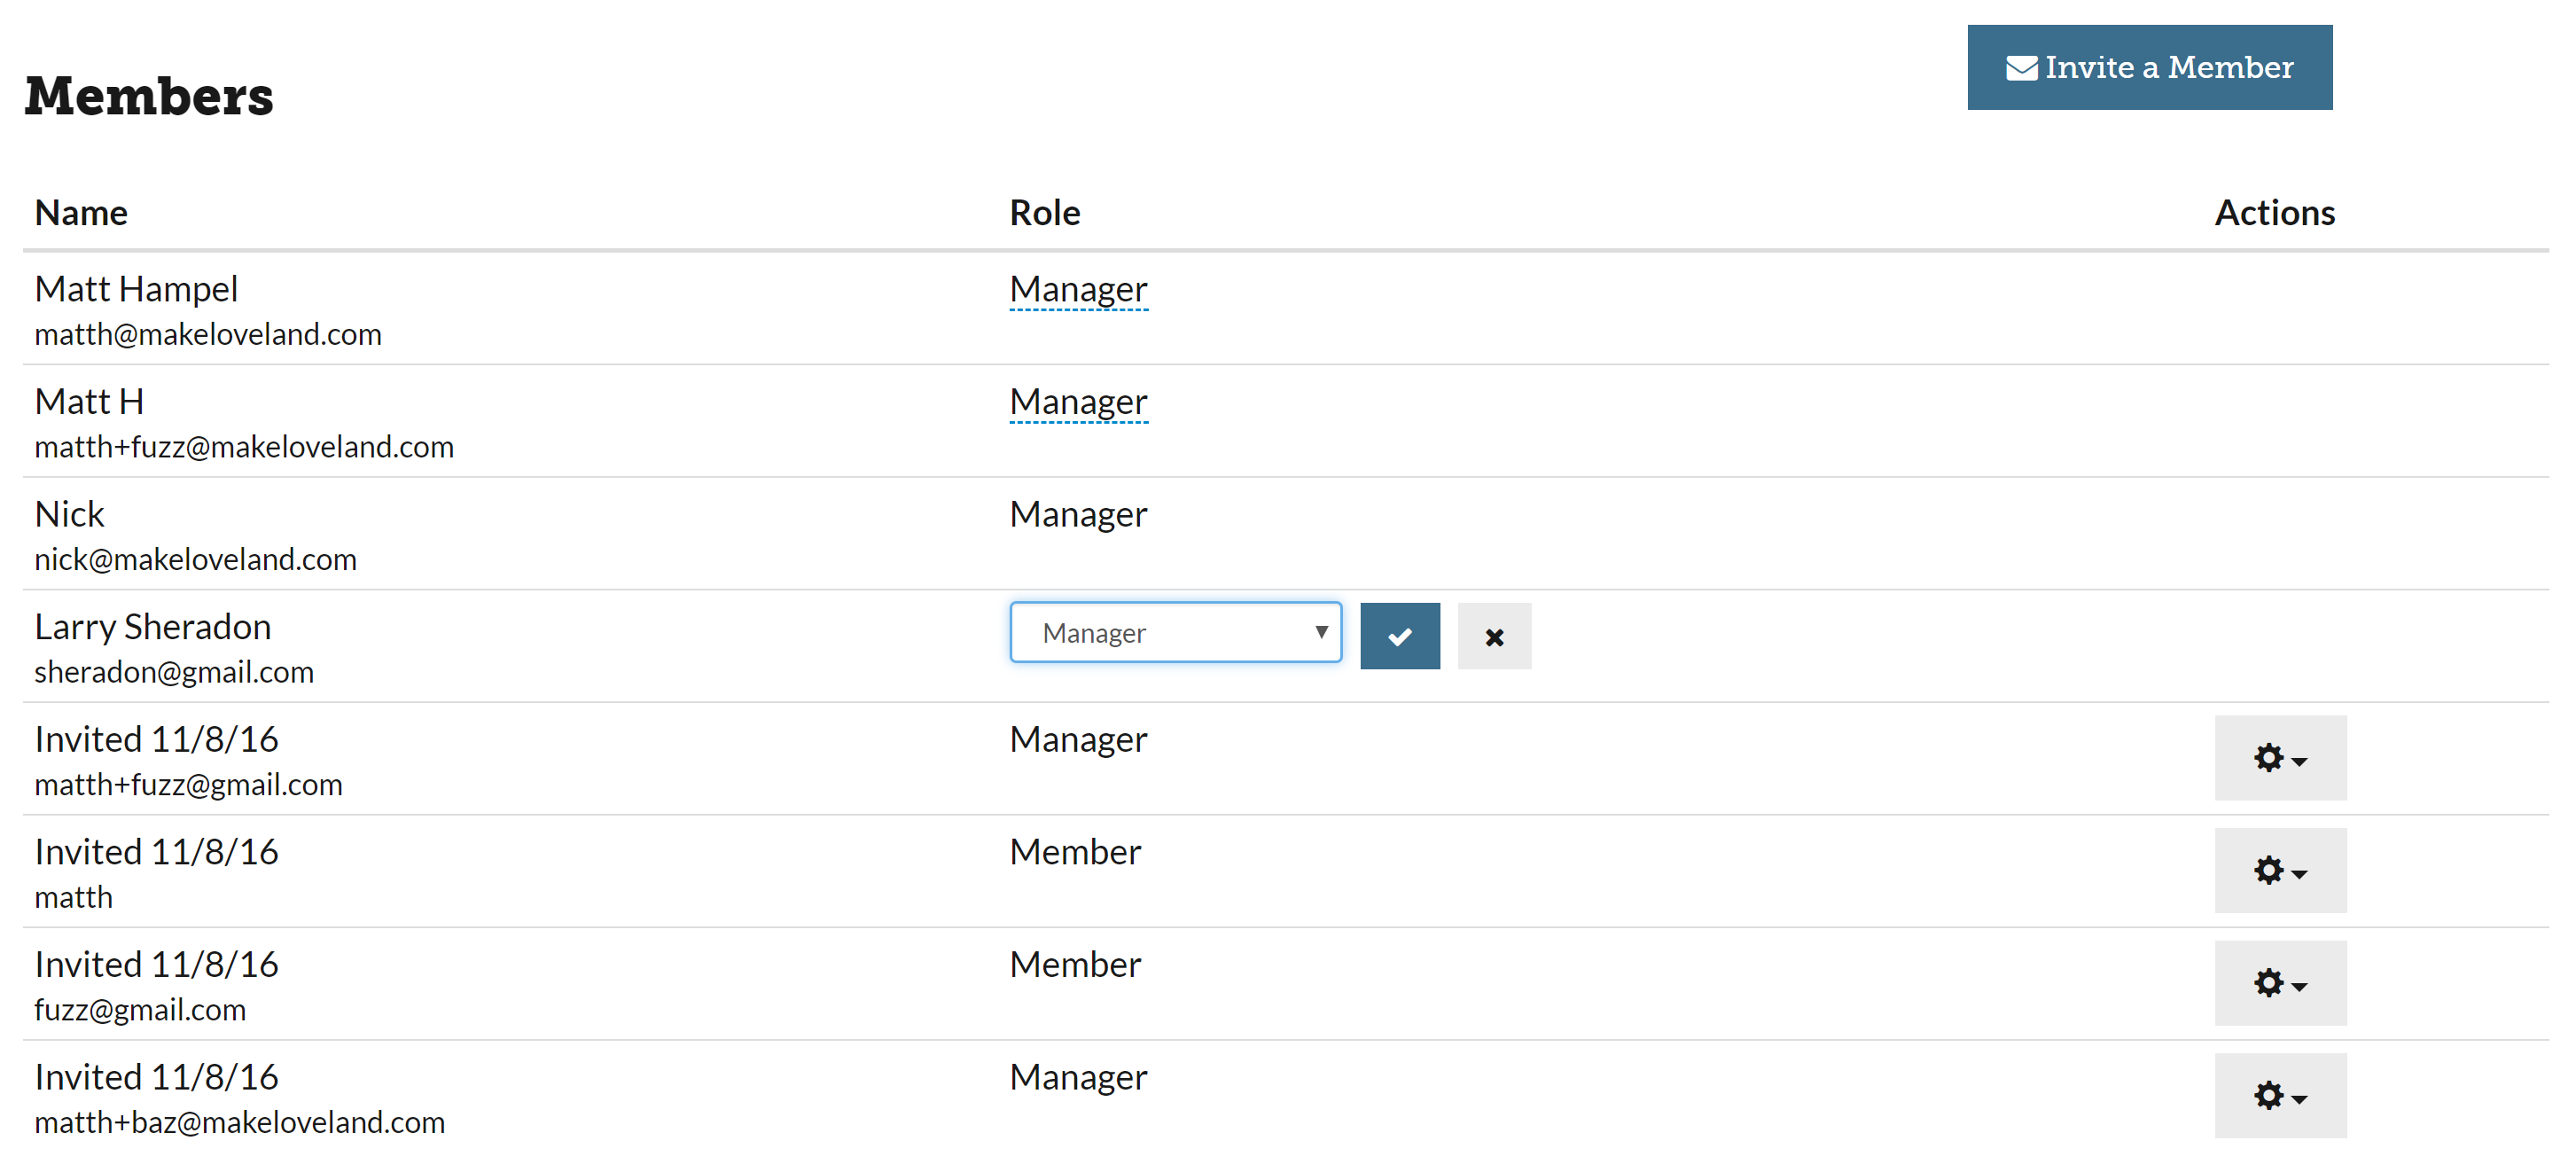 Invite a Member
Members
Name Role Actions
Matt Hampel Manager
matth@makeloveland.com
Matt H Manager
matth+fuzz@makeloveland.com
Nick Manager
nick@makeloveland.com
Larry Sheradon Manager
sheradon@gmail.com
Invited 11/8/16 Manager
matth+fuzz@gmail.com
Invited 11/8/16 Member
matth
Invited 11/8/16 Member
fuzz@gmail.com
Invited 11/8/16 Manager
matth+baz@makeloveland.com